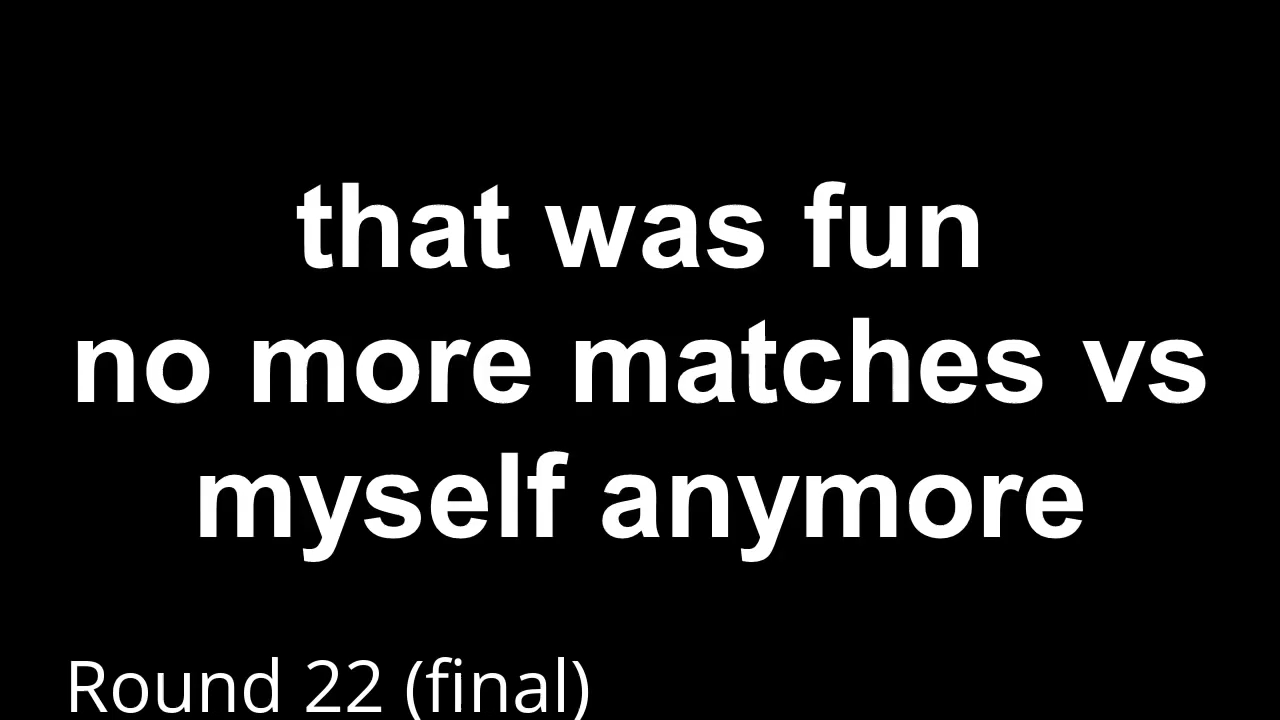 that was fun
no more matches vs
myself anymore
Round 22 (final)